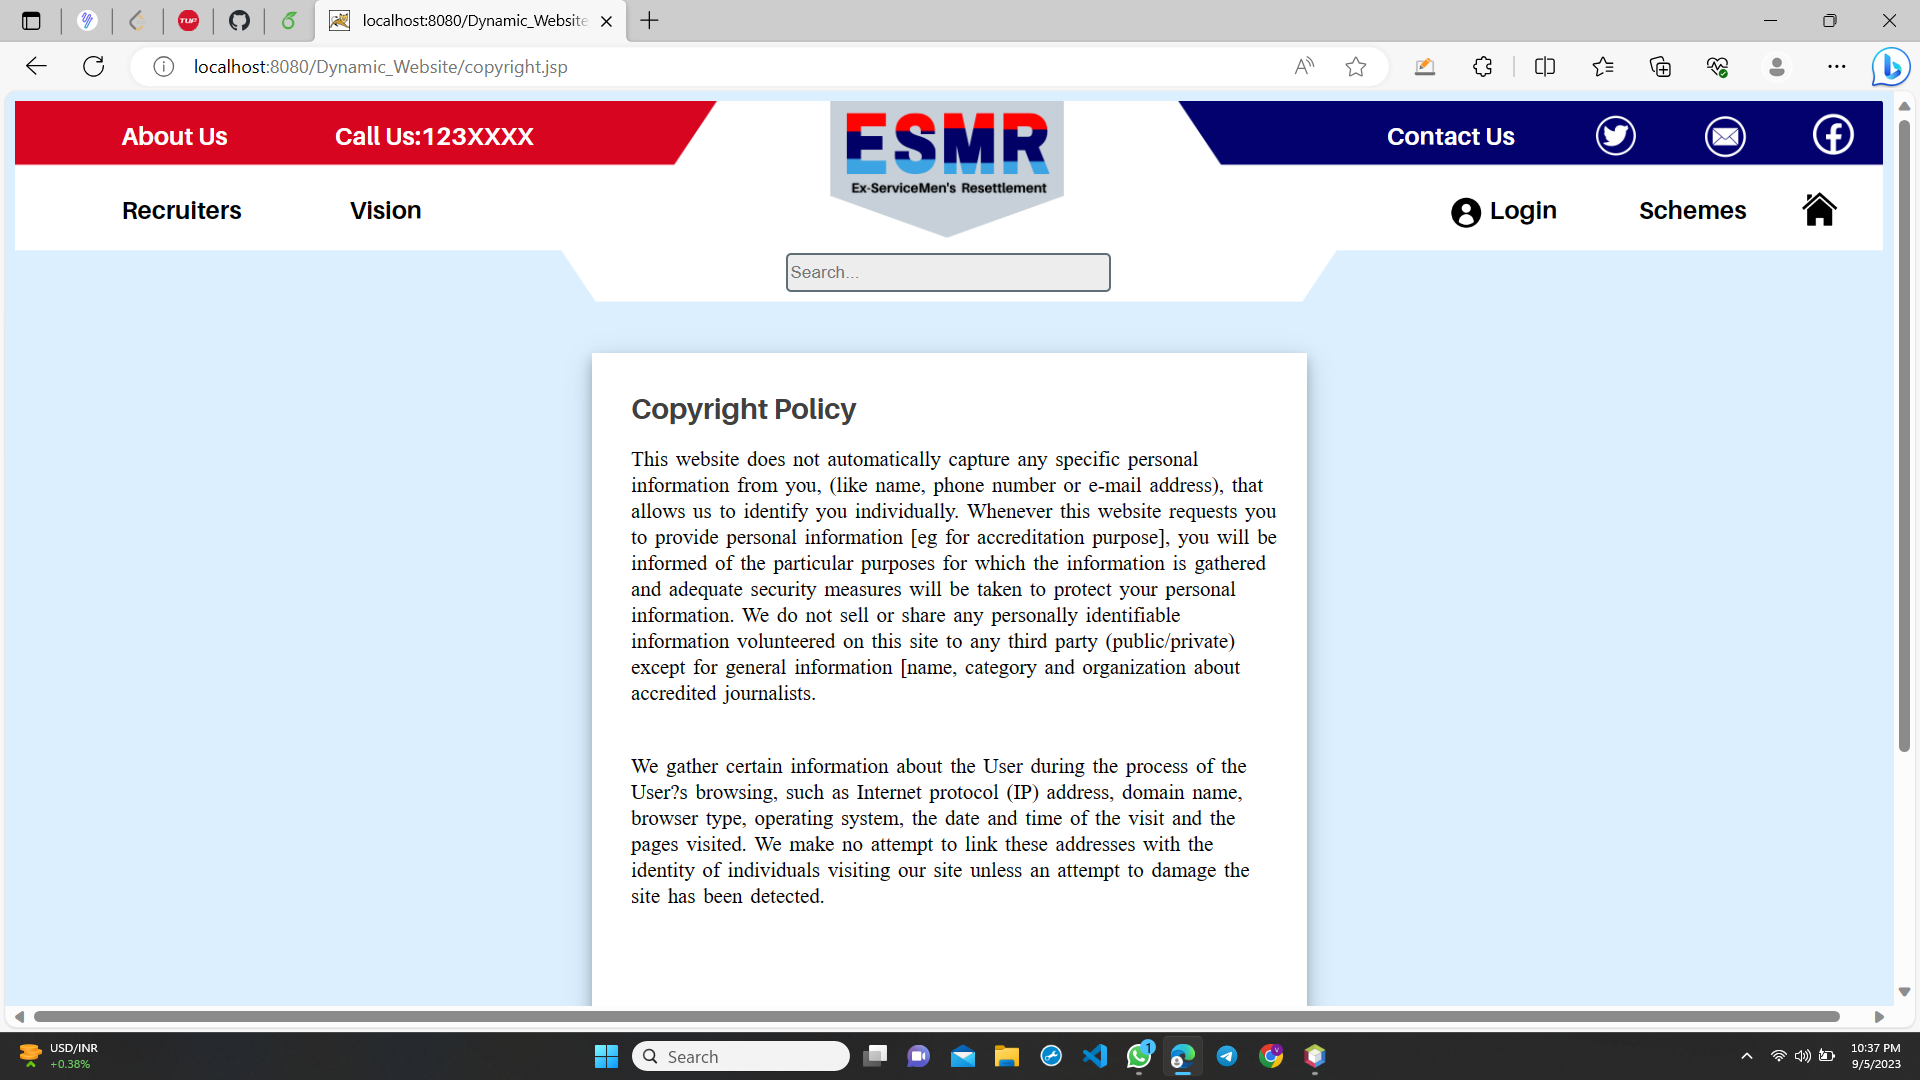 TUF
localhost:8080/Dynamic_Website
localhost:8080/Dynamic_Website/copyright.jsp
About Us
Call Us:123XXXX
ESMR
Ex-ServiceMen's Resettlement
Contact Us
Recruiters
Vision
Login
Schemes
Search...
Copyright Policy
This website does not automatically capture any specific personal
information from you, (like name, phone number or e-mail address), that
allows us to identify you individually. Whenever this website requests you
to provide personal information [eg for accreditation purpose], you will be
informed of the particular purposes for which the information is gathered
and adequate security measures will be taken to protect your personal
information. We do not sell or share any personally identifiable
information volunteered on this site to any third party (public/private)
except for general information [name, category and organization about
accredited journalists.
We gather certain information about the User during the process of the
User?s browsing, such as Internet protocol (IP) address, domain name,
browser type, operating system, the date and time of the visit and the
pages visited. We make no attempt to link these addresses with the
identity of individuals visiting our site unless an attempt to damage the
site has been detected.
USD/INR
+0.38%
Search
1
10:37 PM
9/5/2023